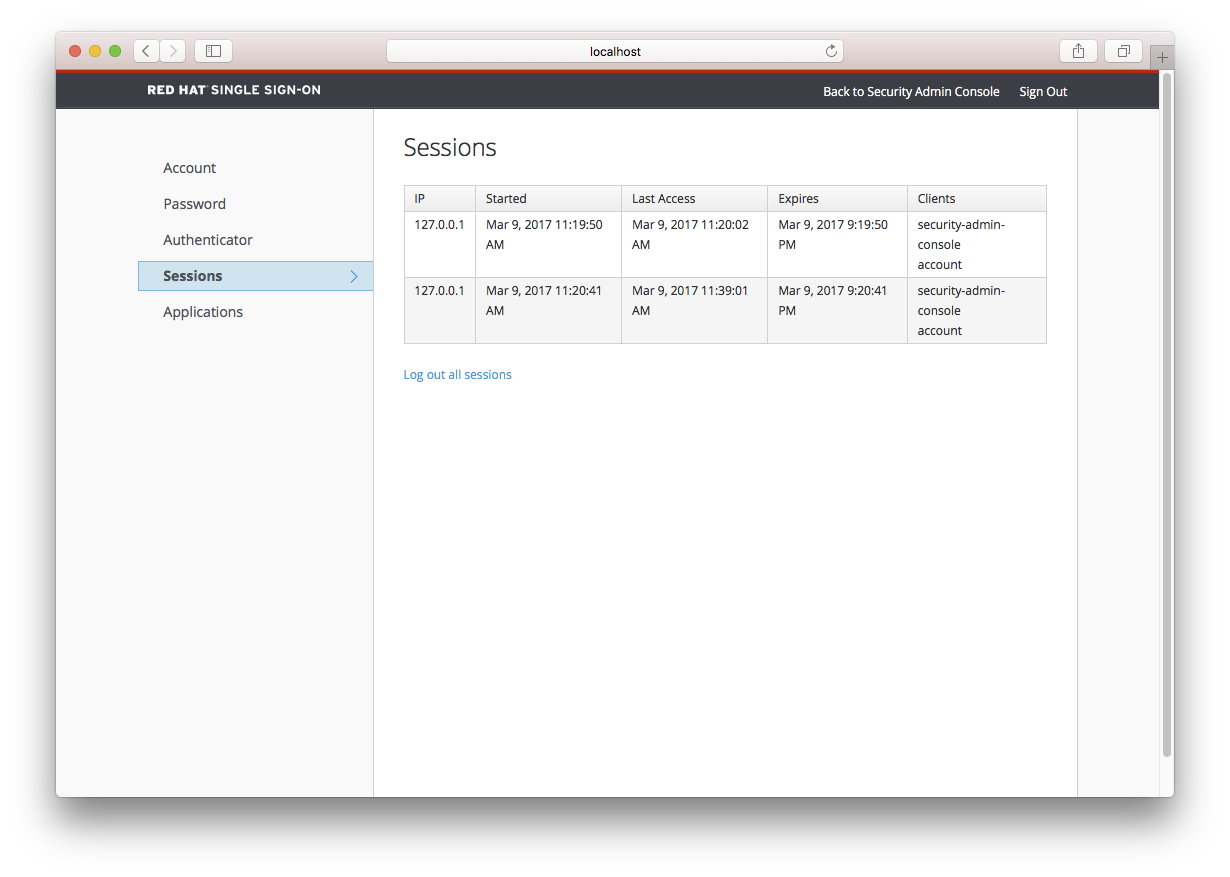 localhost
RED HAT SINGLE SIGN-ON
Back to Security Admin Console
Sign Out
Account
Password
Authenticator
Sessions
Applications
Sessions
IP Started Last Access Expires Clients
127.0.0.1 Mar 9, 2017 11:19:50 AM Mar 9, 2017 11:20:02 AM Mar 9, 2017 9:19:50 PM security-admin-console account
127.0.0.1 Mar 9, 2017 11:20:41 AM Mar 9, 2017 11:39:01 AM Mar 9, 2017 9:20:41 PM security-admin-console account
Log out all sessions